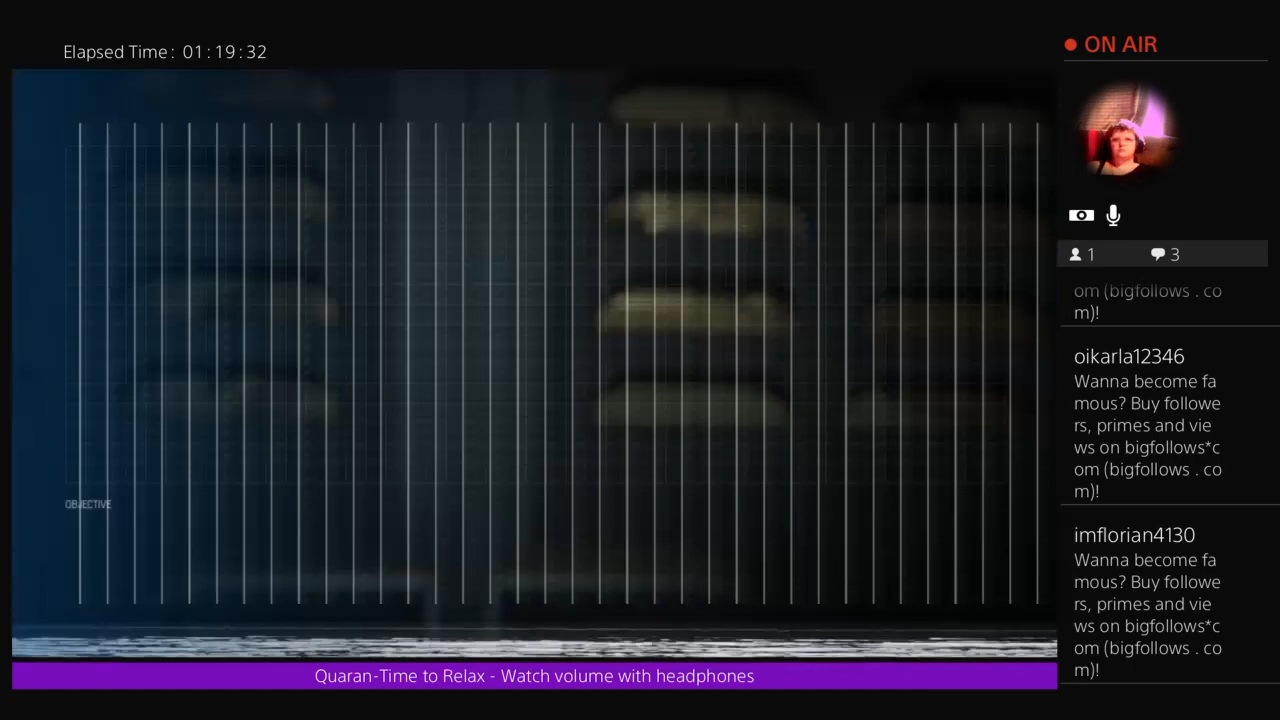 Elapsed Time: 01:19:32
ON AIR
1 3
om (bigfollows . co
m)!
oikarla12346
Wanna become fa
mous? Buy followe
rs, primes and vie
ws on bigfollows*c
om (bigfollows . co
m)!
OBJECTIVE
imflorian4130
Wanna become fa
mous? Buy followe
rs, primes and vie
ws on bigfollows*c
om (bigfollows . co
m)!
Quaran-Time to Relax - Watch volume with headphones